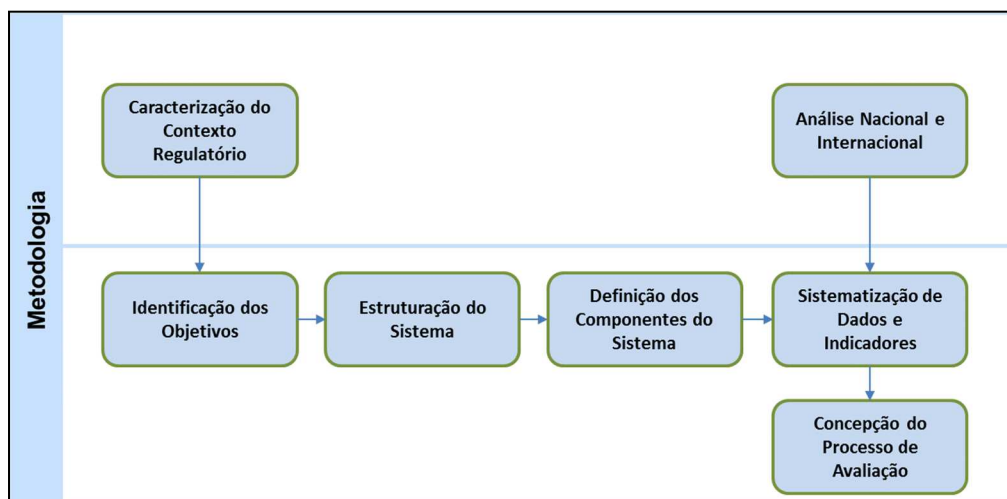 Metodologia
Caracterização do
Contexto
Regulatório
Análise Nacional e
Internacional
Identificação dos
Objetivos
Estruturação do
Sistema
Definição dos
Componentes do
Sistema
Sistematização de
Dados e
Indicadores
Concepção do
Processo de
Avaliação